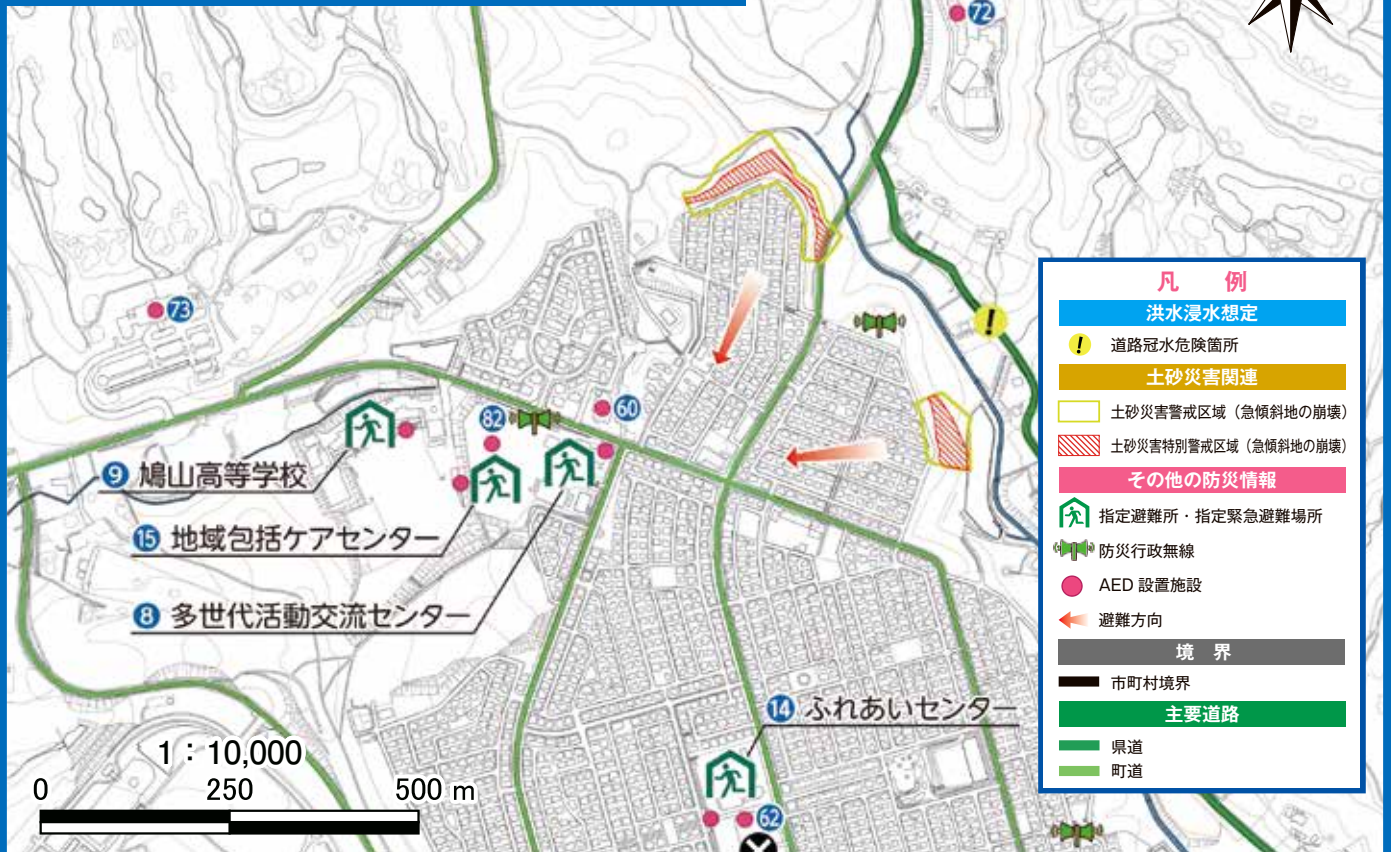 72
73
60
82
9 鳩山高等学校
15 地域包括ケアセンター
8 多世代活動交流センター
14 ふれあいセンター
62
1：10,000
0 250 500 m
凡 例
洪水浸水想定
! 道路冠水危険箇所
土砂災害関連
土砂災害警戒区域（急傾斜地の崩壊）
土砂災害特別警戒区域（急傾斜地の崩壊）
その他の防災情報
指定避難所・指定緊急避難場所
防災行政無線
AED 設置施設
避難方向
境 界
市町村境界
主要道路
県道
町道